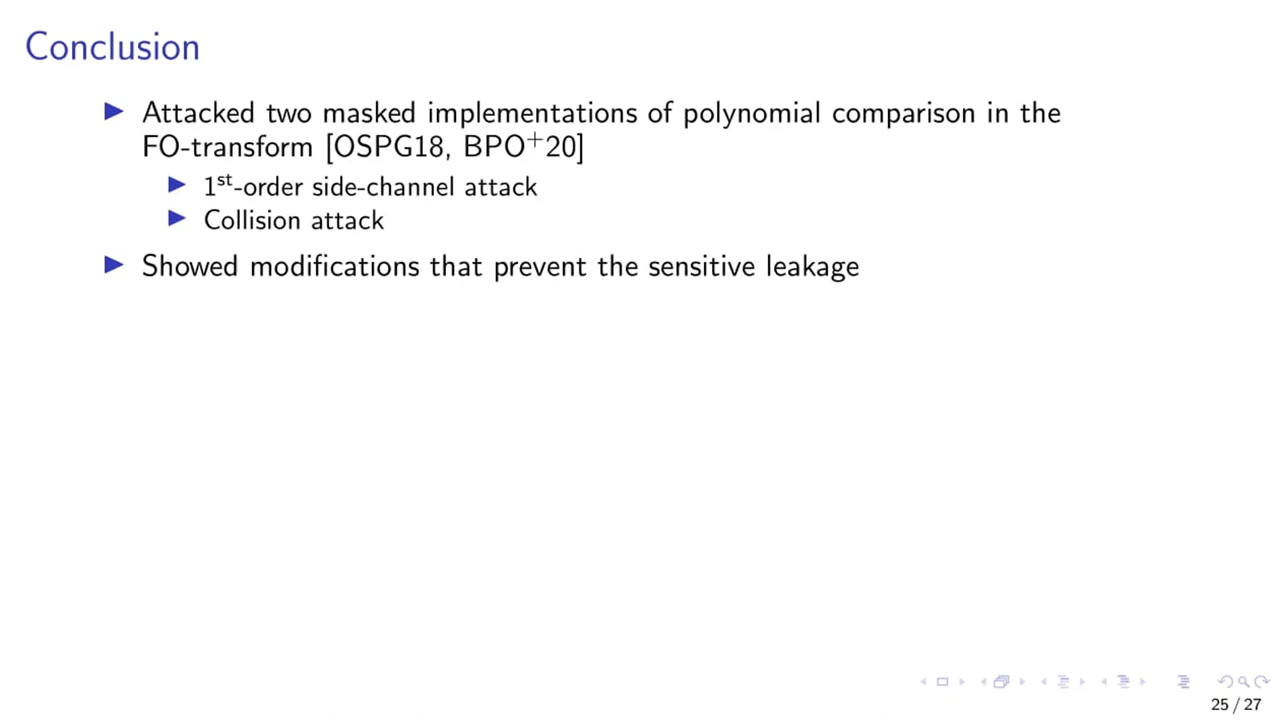 Conclusion
Attacked two masked implementations of polynomial comparison in the
FO-transform [OSPG18, BPO+20]
1st-order side-channel attack
Collision attack
Showed modifications that prevent the sensitive leakage
25 / 27